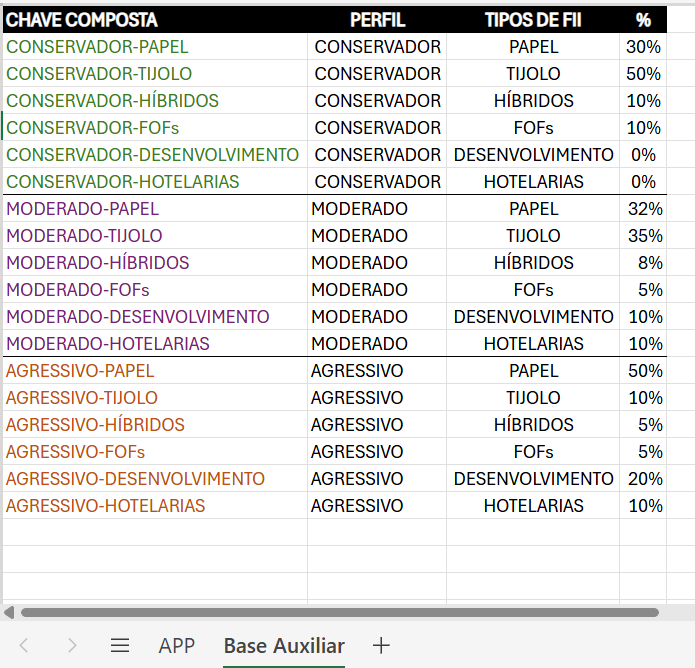 CHAVE COMPOSTA PERFIL TIPOS DE FII %
CONSERVADOR-PAPEL CONSERVADOR PAPEL 30%
CONSERVADOR-TIJOLO CONSERVADOR TIJOLO 50%
CONSERVADOR-HÍBRIDOS CONSERVADOR HÍBRIDOS 10%
CONSERVADOR-FOFs CONSERVADOR FOFs 10%
CONSERVADOR-DESENVOLVIMENTO CONSERVADOR DESENVOLVIMENTO 0%
CONSERVADOR-HOTELARIAS CONSERVADOR HOTELARIAS 0%
MODERADO-PAPEL MODERADO PAPEL 32%
MODERADO-TIJOLO MODERADO TIJOLO 35%
MODERADO-HÍBRIDOS MODERADO HÍBRIDOS 8%
MODERADO-FOFs MODERADO FOFs 5%
MODERADO-DESENVOLVIMENTO MODERADO DESENVOLVIMENTO 10%
MODERADO-HOTELARIAS MODERADO HOTELARIAS 10%
AGRESSIVO-PAPEL AGRESSIVO PAPEL 50%
AGRESSIVO-TIJOLO AGRESSIVO TIJOLO 10%
AGRESSIVO-HÍBRIDOS AGRESSIVO HÍBRIDOS 5%
AGRESSIVO-FOFs AGRESSIVO FOFs 5%
AGRESSIVO-DESENVOLVIMENTO AGRESSIVO DESENVOLVIMENTO 20%
AGRESSIVO-HOTELARIAS AGRESSIVO HOTELARIAS 10%
APP Base Auxiliar